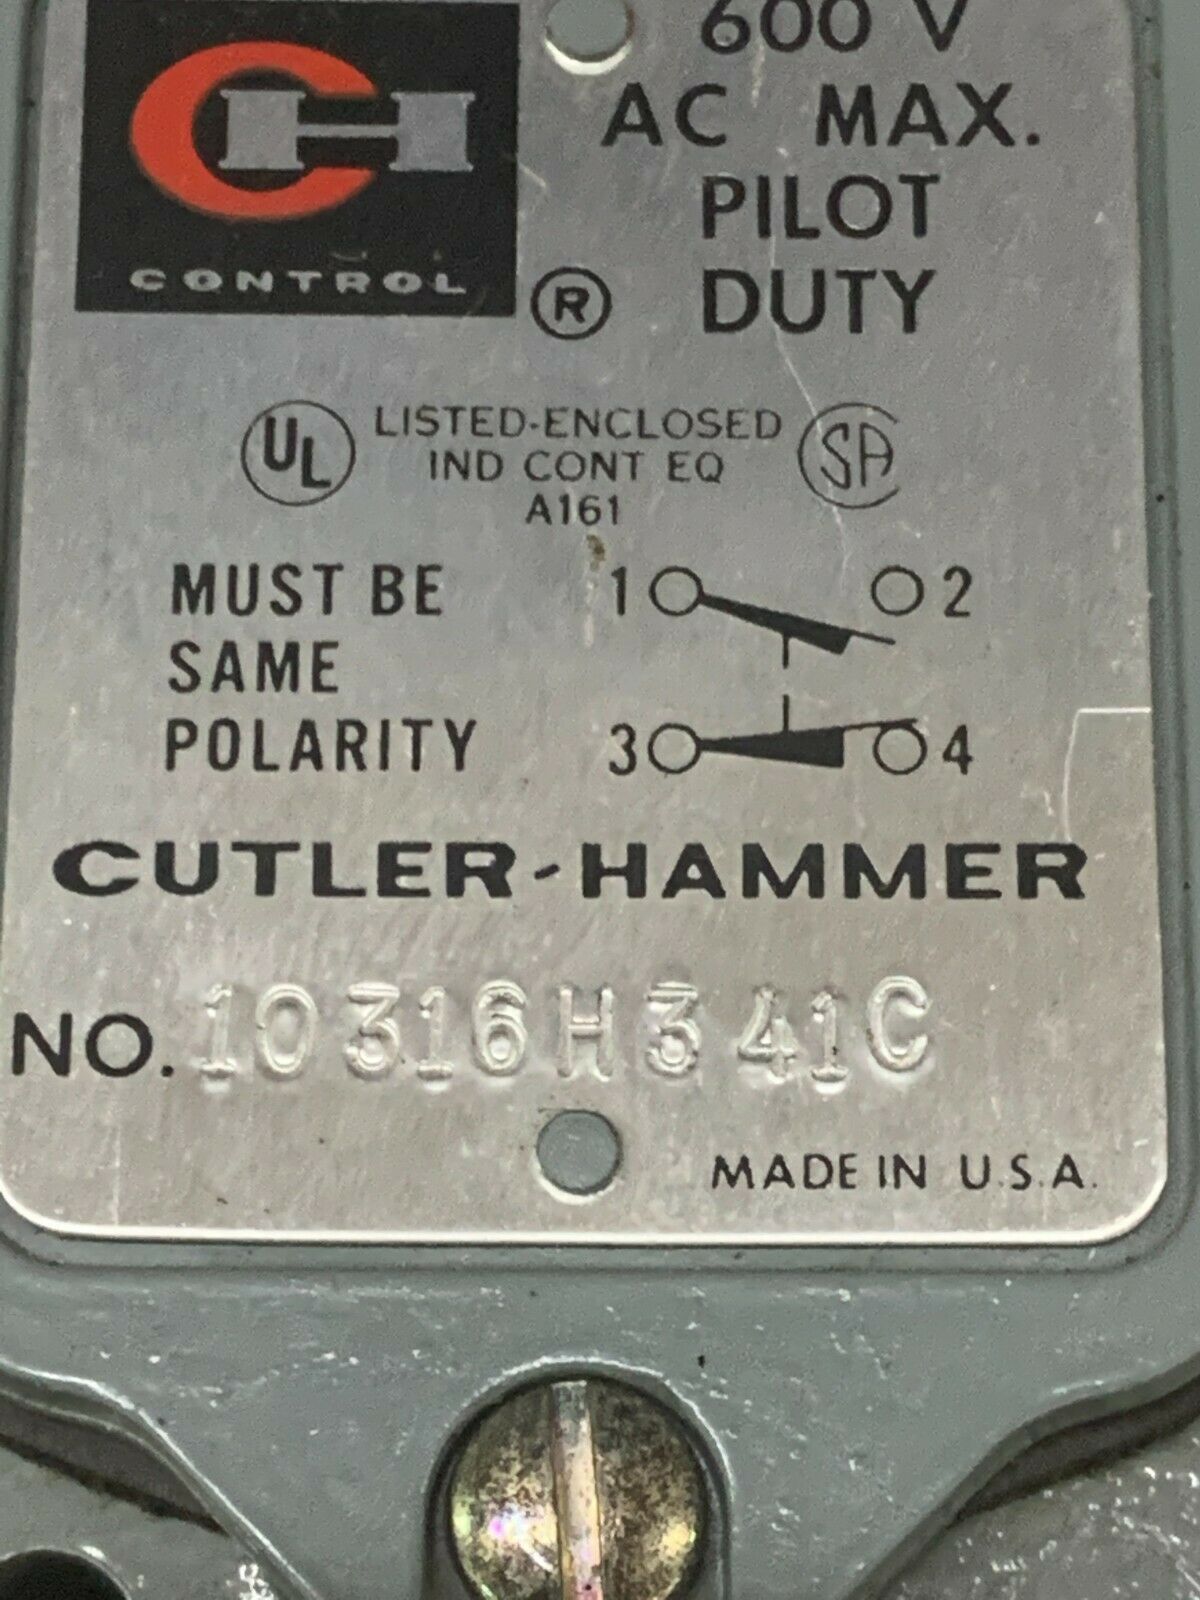 CH
CONTROL
®
600 V
AC MAX.
PILOT
DUTY
UL
LISTED-ENCLOSED
IND CONT EQ
A161
SA
MUST BE
SAME
POLARITY
1 2
3 4
CUTLER-HAMMER
NO. 10316H341C
MADE IN U.S.A.